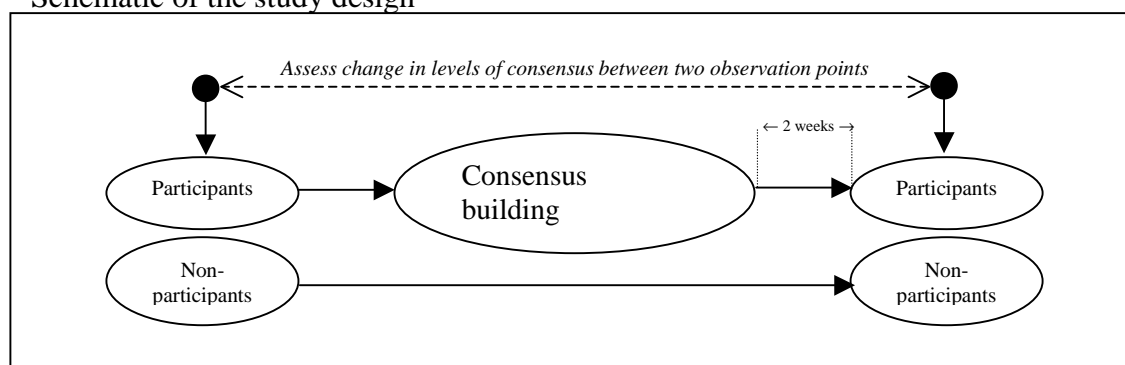 Schematic of the study design
Assess change in levels of consensus between two observation points
← 2 weeks →
Participants
Consensus
building
Participants
Non-
participants
Non-
participants